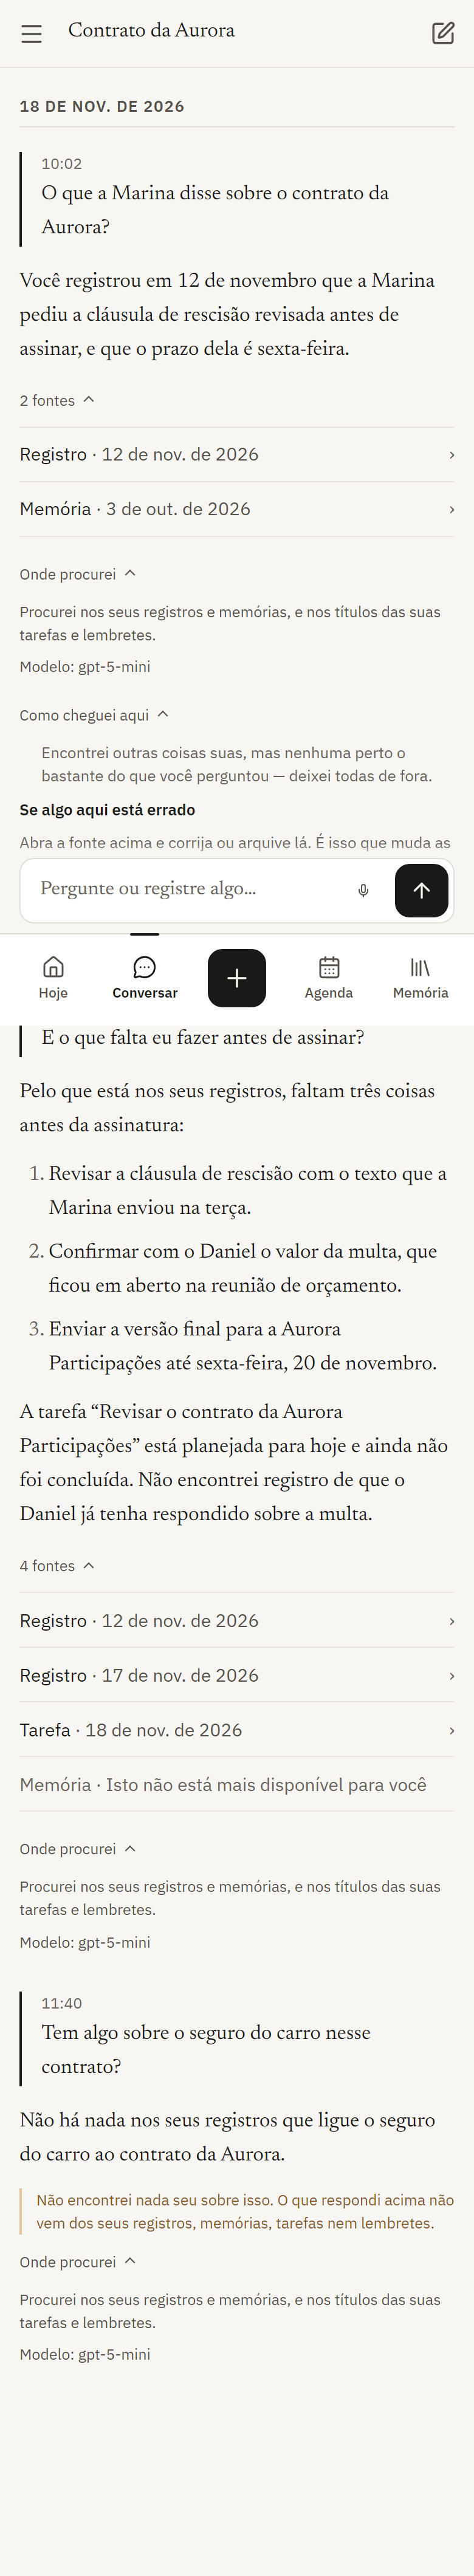 Contrato da Aurora
18 DE NOV. DE 2026
10:02
O que a Marina disse sobre o contrato da
Aurora?
Você registrou em 12 de novembro que a Marina
pediu a cláusula de rescisão revisada antes de
assinar, e que o prazo dela é sexta-feira.
2 fontes
Registro · 12 de nov. de 2026
Memória · 3 de out. de 2026
Onde procurei
Procurei nos seus registros e memórias, e nos títulos das suas
tarefas e lembretes.
Modelo: gpt-5-mini
Como cheguei aqui
Encontrei outras coisas suas, mas nenhuma perto o
bastante do que você perguntou — deixei todas de fora.
Se algo aqui está errado
Abra a fonte acima e corrija ou arquive lá. É isso que muda as
Pergunte ou registre algo...
Hoje
Conversar
Agenda
Memória
E o que falta eu fazer antes de assinar?
Pelo que está nos seus registros, faltam três coisas
antes da assinatura:
1. Revisar a cláusula de rescisão com o texto que a
Marina enviou na terça.
2. Confirmar com o Daniel o valor da multa, que
ficou em aberto na reunião de orçamento.
3. Enviar a versão final para a Aurora
Participações até sexta-feira, 20 de novembro.
A tarefa “Revisar o contrato da Aurora
Participações” está planejada para hoje e ainda não
foi concluída. Não encontrei registro de que o
Daniel já tenha respondido sobre a multa.
4 fontes
Registro · 12 de nov. de 2026
Registro · 17 de nov. de 2026
Tarefa · 18 de nov. de 2026
Memória · Isto não está mais disponível para você
Onde procurei
Procurei nos seus registros e memórias, e nos títulos das suas
tarefas e lembretes.
Modelo: gpt-5-mini
11:40
Tem algo sobre o seguro do carro nesse
contrato?
Não há nada nos seus registros que ligue o seguro
do carro ao contrato da Aurora.
Não encontrei nada seu sobre isso. O que respondi acima não
vem dos seus registros, memórias, tarefas nem lembretes.
Onde procurei
Procurei nos seus registros e memórias, e nos títulos das suas
tarefas e lembretes.
Modelo: gpt-5-mini